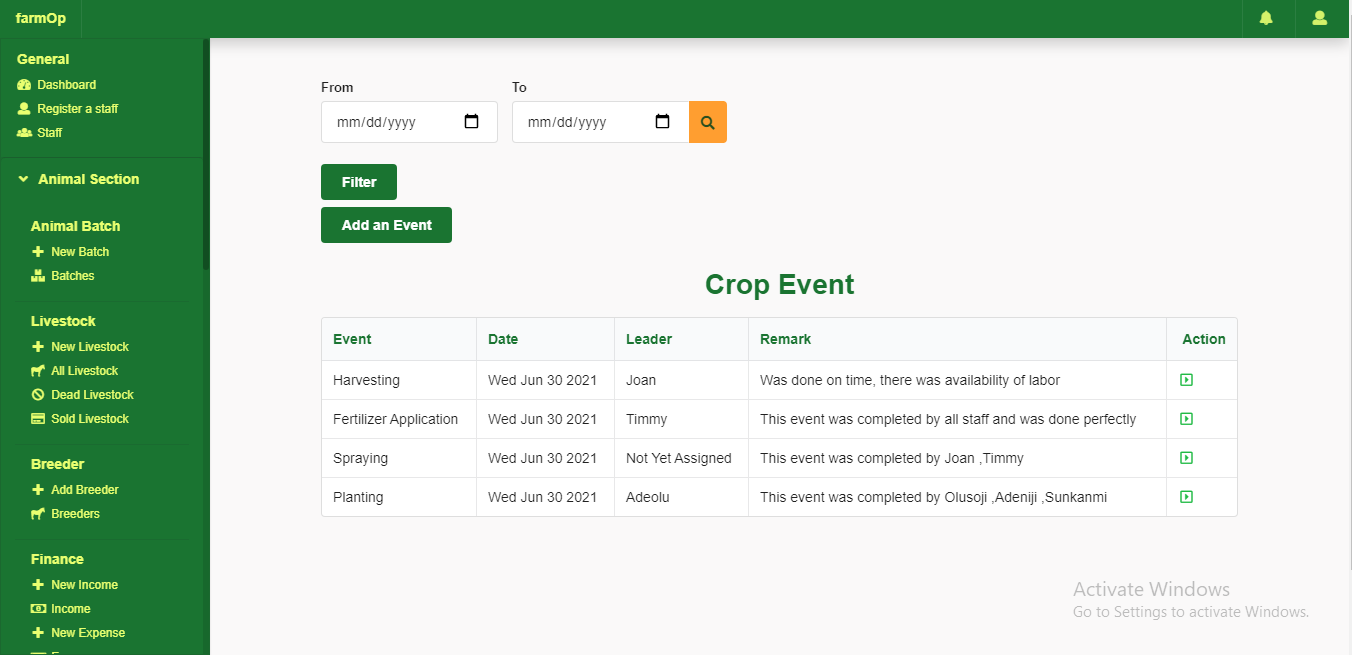 farmOp
General
Dashboard
Register a staff
Staff
Animal Section
Animal Batch
New Batch
Batches
Livestock
New Livestock
All Livestock
Dead Livestock
Sold Livestock
Breeder
Add Breeder
Breeders
Finance
New Income
Income
New Expense
From To
mm/dd/yyyy mm/dd/yyyy
Filter
Add an Event
Crop Event
Event Date Leader Remark Action
Harvesting Wed Jun 30 2021 Joan Was done on time, there was availability of labor
Fertilizer Application Wed Jun 30 2021 Timmy This event was completed by all staff and was done perfectly
Spraying Wed Jun 30 2021 Not Yet Assigned This event was completed by Joan ,Timmy
Planting Wed Jun 30 2021 Adeolu This event was completed by Olusoji ,Adeniji ,Sunkanmi
Activate Windows
Go to Settings to activate Windows.